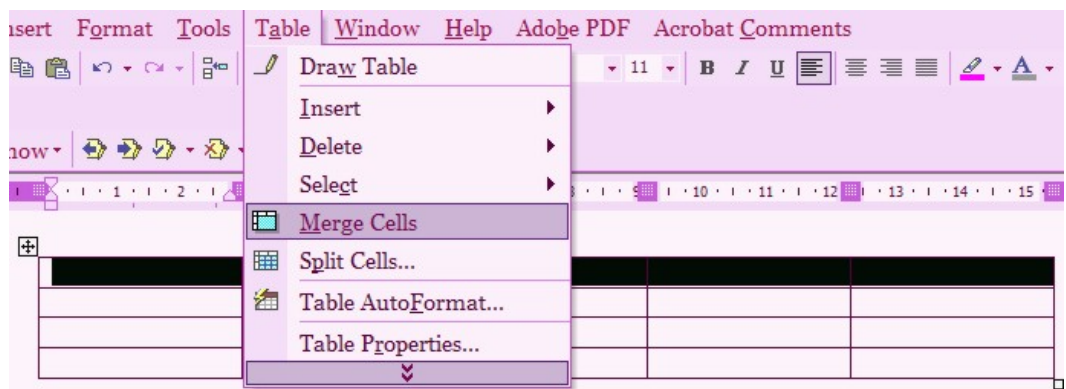 nsert Format Tools Table Window Help Adobe PDF Acrobat Comments
Draw Table
11 B I U A
Insert
now
Delete
Select
1 2 9 10 11 12 13 14 15
Merge Cells
Split Cells...
Table AutoFormat...
Table Properties...